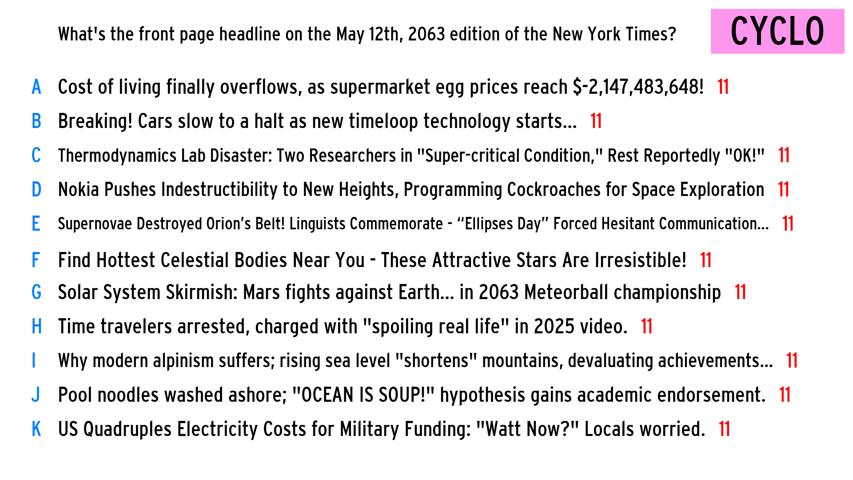 What's the front page headline on the May 12th, 2063 edition of the New York Times?
CYCLO
A Cost of living finally overflows, as supermarket egg prices reach $-2,147,483,648! 11
B Breaking! Cars slow to a halt as new timeloop technology starts... 11
C Thermodynamics Lab Disaster: Two Researchers in "Super-critical Condition," Rest Reportedly "OK!" 11
D Nokia Pushes Indestructibility to New Heights, Programming Cockroaches for Space Exploration 11
E Supernovae Destroyed Orion's Belt! Linguists Commemorate - “Ellipses Day” Forced Hesitant Communication... 11
F Find Hottest Celestial Bodies Near You - These Attractive Stars Are Irresistible! 11
G Solar System Skirmish: Mars fights against Earth... in 2063 Meteorball championship 11
H Time travelers arrested, charged with "spoiling real life" in 2025 video. 11
I Why modern alpinism suffers; rising sea level "shortens" mountains, devaluating achievements... 11
J Pool noodles washed ashore; "OCEAN IS SOUP!" hypothesis gains academic endorsement. 11
K US Quadruples Electricity Costs for Military Funding: "Watt Now?" Locals worried. 11